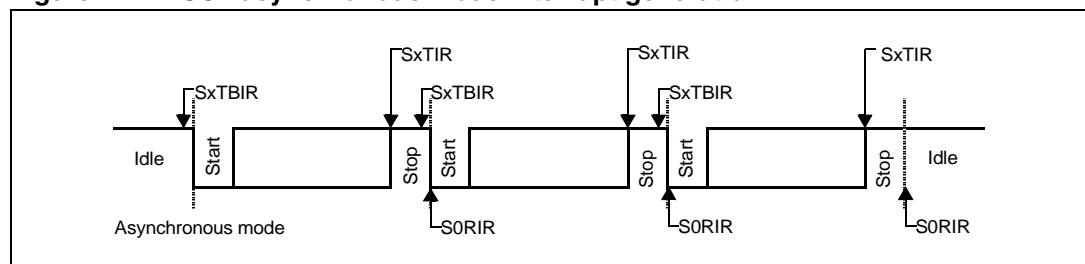 SxTIR
SxTIR
SxTIR
SxTBIR
SxTBIR
SxTBIR
Idle
Start
Stop
Start
Stop
Start
Stop
Idle
Asynchronous mode
S0RIR
S0RIR
S0RIR